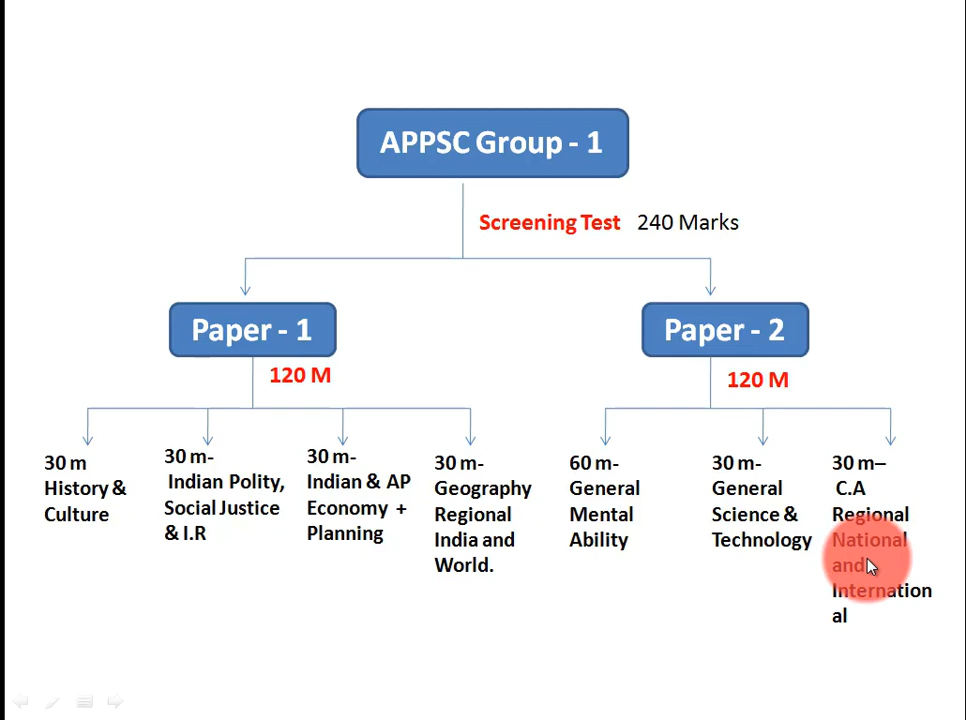 APPSC Group - 1
Screening Test 240 Marks
Paper - 1
Paper - 2
120 M
120 M
30 m
History &
Culture
30 m-
Indian Polity,
Social Justice
& I.R
30 m-
Indian & AP
Economy +
Planning
30 m-
Geography
Regional
India and
World.
60 m-
General
Mental
Ability
30 m-
General
Science &
Technology
30 m–
C.A
Regional
National
and
Internation
al